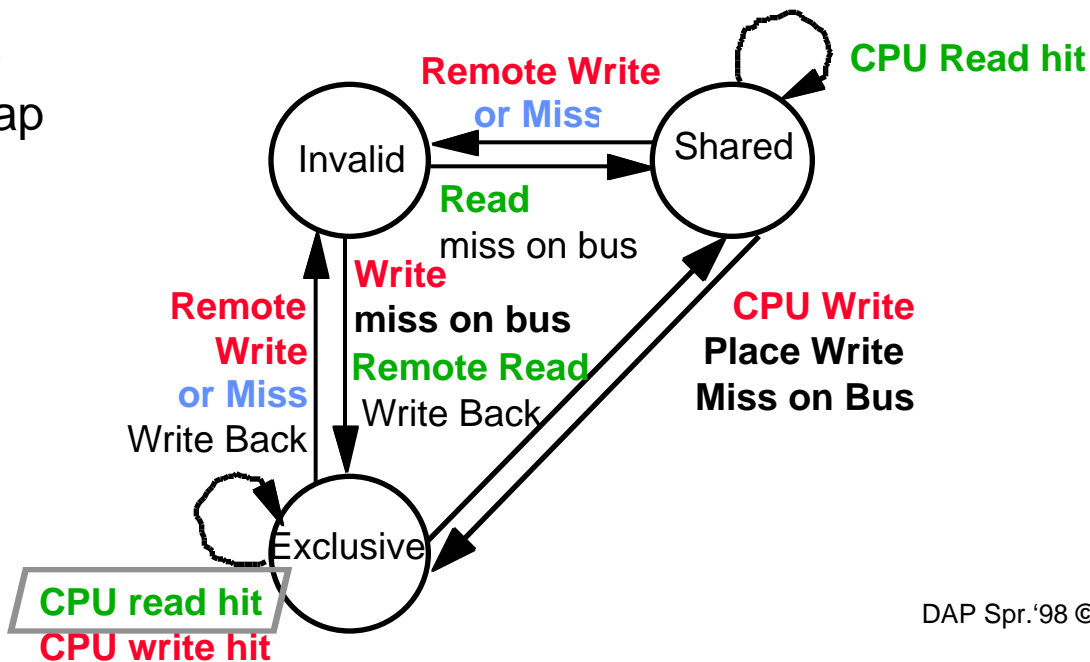 ap
Remote Write
or Miss
CPU Read hit
Invalid
Shared
Read
miss on bus
Write
miss on bus
Remote
Write
or Miss
Write Back
Remote Read
Write Back
CPU Write
Place Write
Miss on Bus
Exclusive
CPU read hit
CPU write hit
DAP Spr.‘98 ©